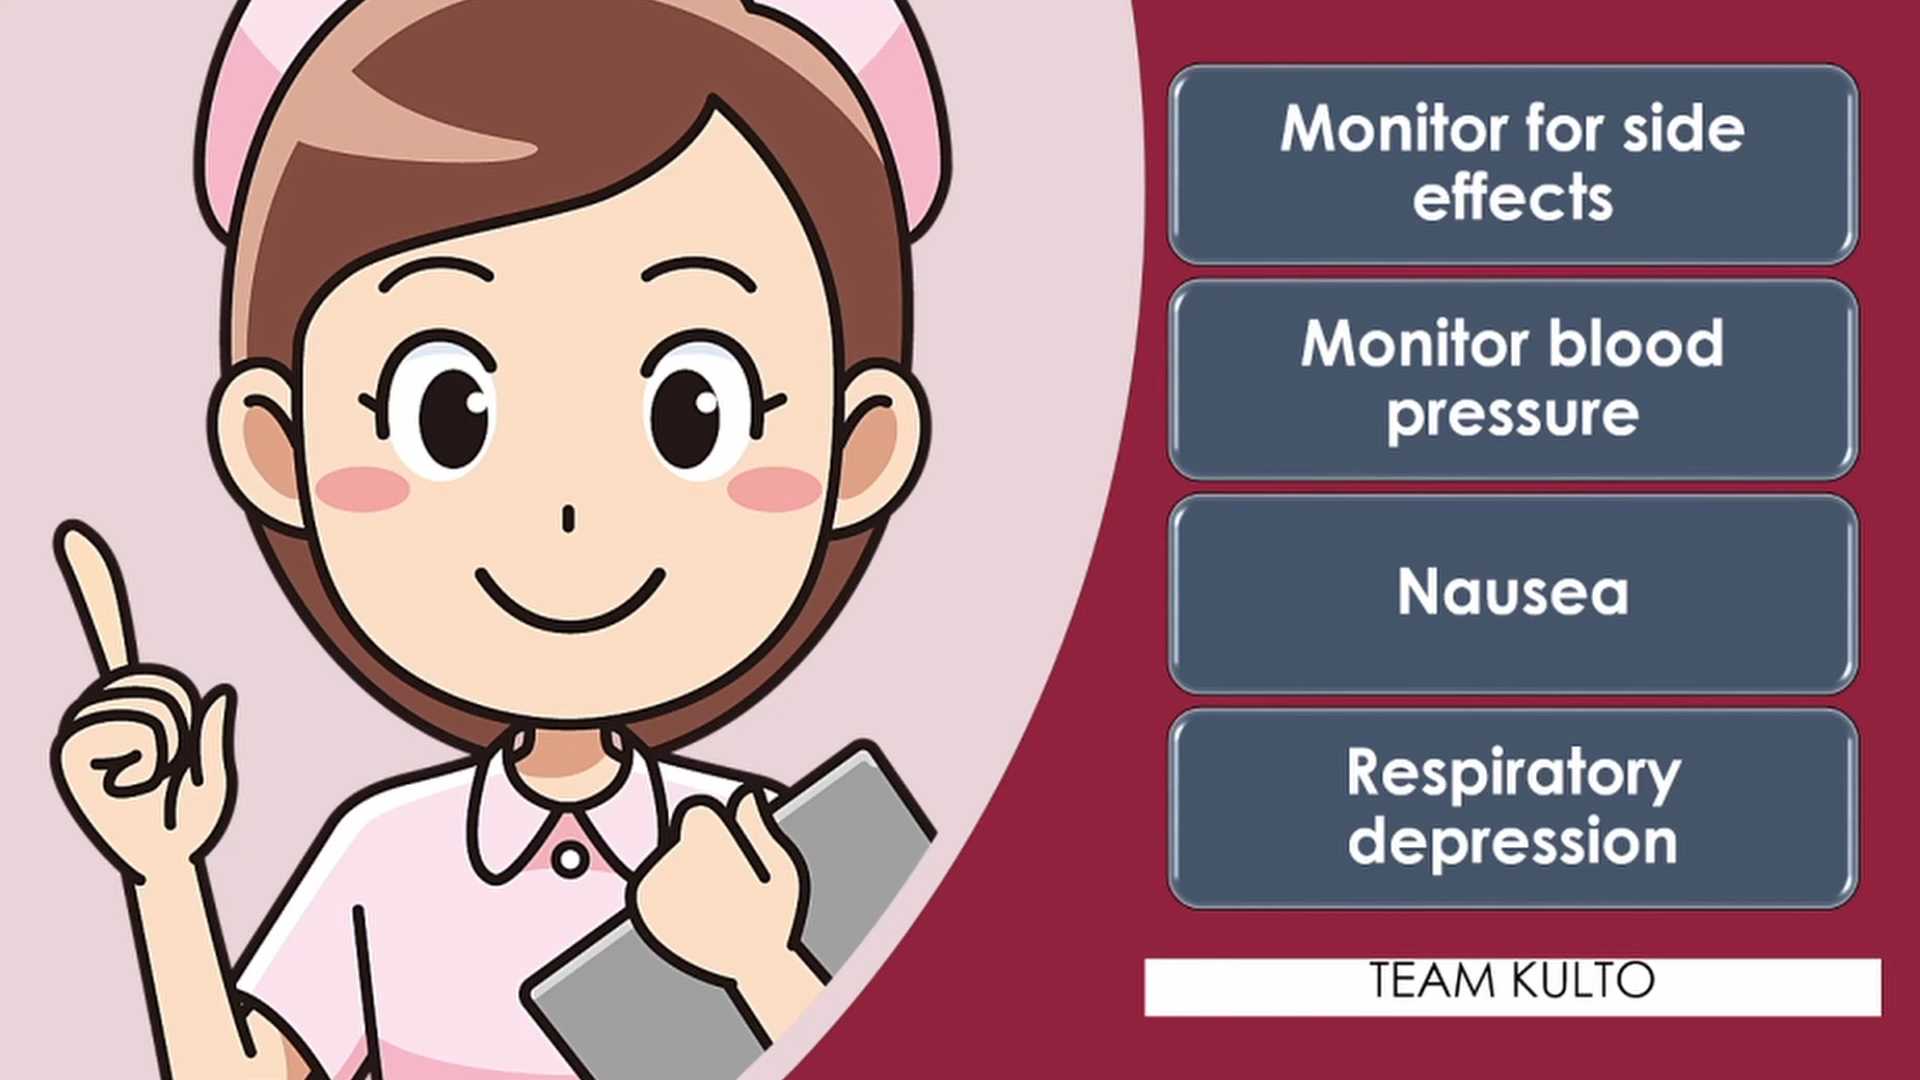 Monitor for side
effects
Monitor blood
pressure
Nausea
Respiratory
depression
TEAM KULTO